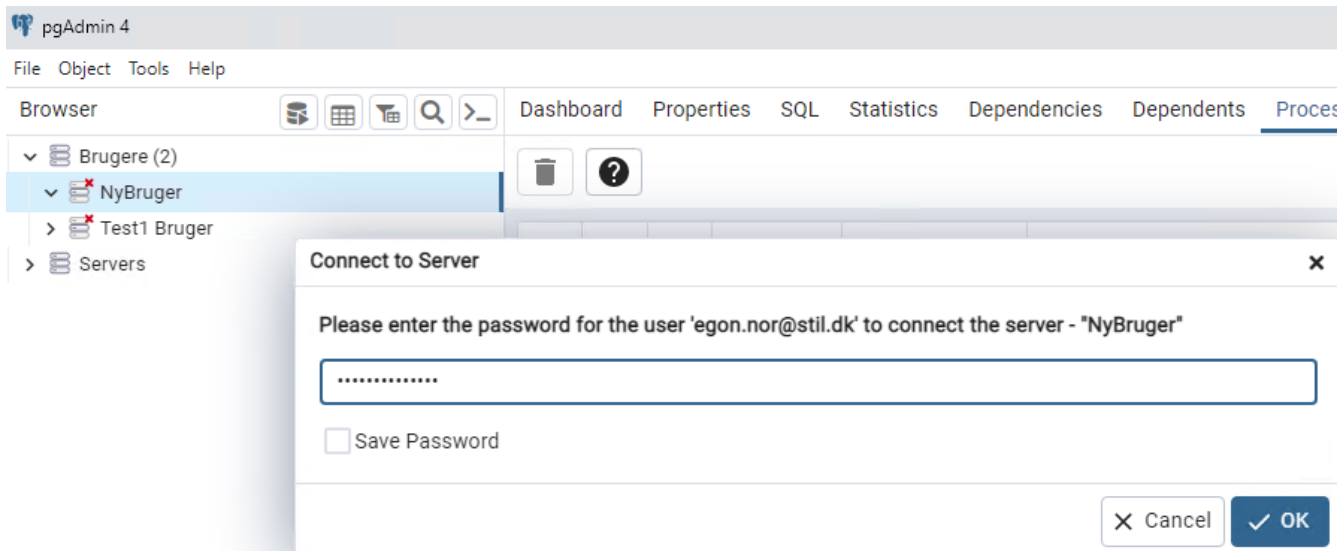 pgAdmin 4
File Object Tools Help
Browser
Dashboard Properties SQL Statistics Dependencies Dependents Proces
Brugere (2)
NyBruger
Test1 Bruger
Servers
Connect to Server
Please enter the password for the user 'egon.nor@stil.dk' to connect the server - "NyBruger"
••••••••••••••
Save Password
Cancel OK